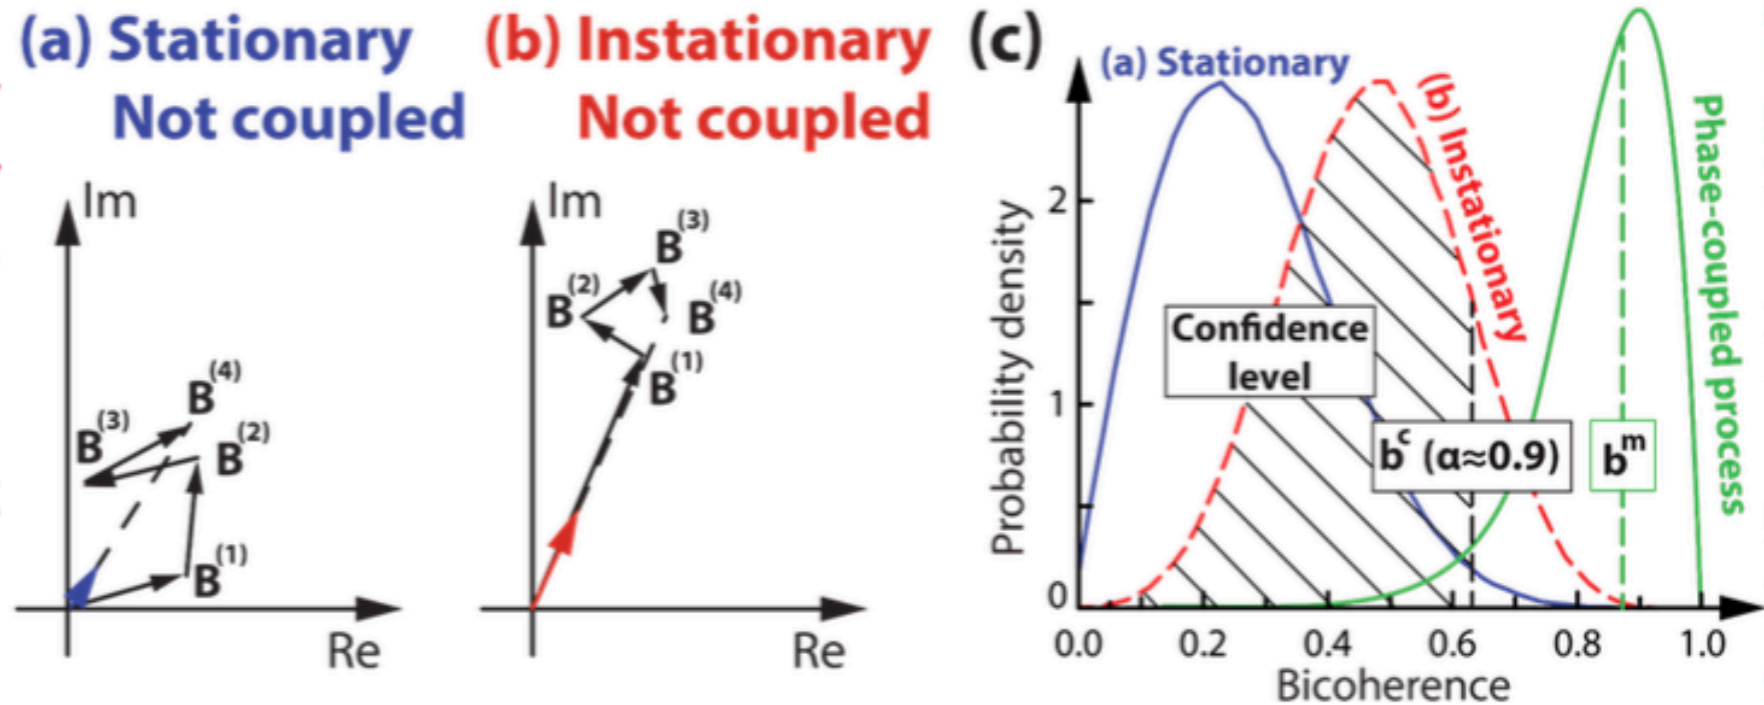 (a) Stationary
Not coupled
Im
B(4)
B(3)
B(2)
B(1)
Re
(b) Instationary
Not coupled
Im
B(3)
B(2)
B(4)
B(1)
Re
(c)
(a) Stationary
(b) Instationary
Phase-coupled process
Probability density
2
1
0
Confidence
level
bc (α≈0.9)
bm
0.0 0.2 0.4 0.6 0.8 1.0
Bicoherence